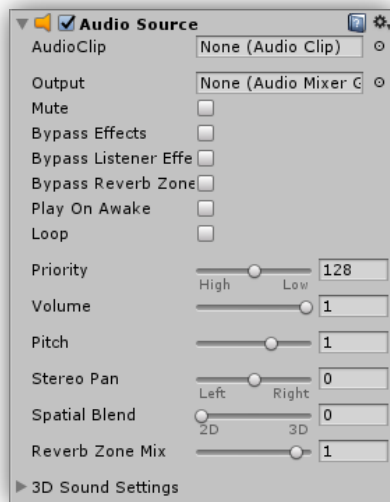 Audio Source
AudioClip None (Audio Clip)
Output None (Audio Mixer G
Mute
Bypass Effects
Bypass Listener Effe
Bypass Reverb Zone
Play On Awake
Loop
Priority 128
High Low
Volume 1
Pitch 1
Stereo Pan 0
Left Right
Spatial Blend 0
2D 3D
Reverb Zone Mix 1
3D Sound Settings